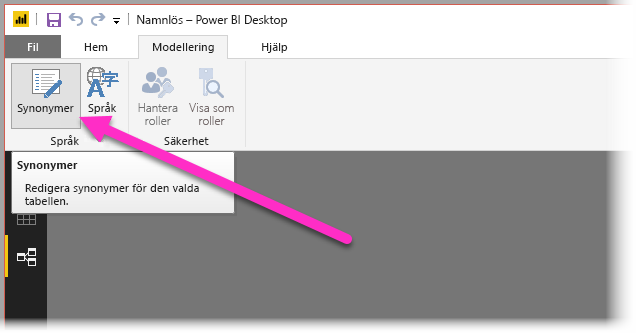 Namnlös – Power BI Desktop
Fil Hem Modellering Hjälp
Synonymer Språk Hantera roller Visa som roller
Språk Säkerhet
Synonymer
Redigera synonymer för den valda
tabellen.